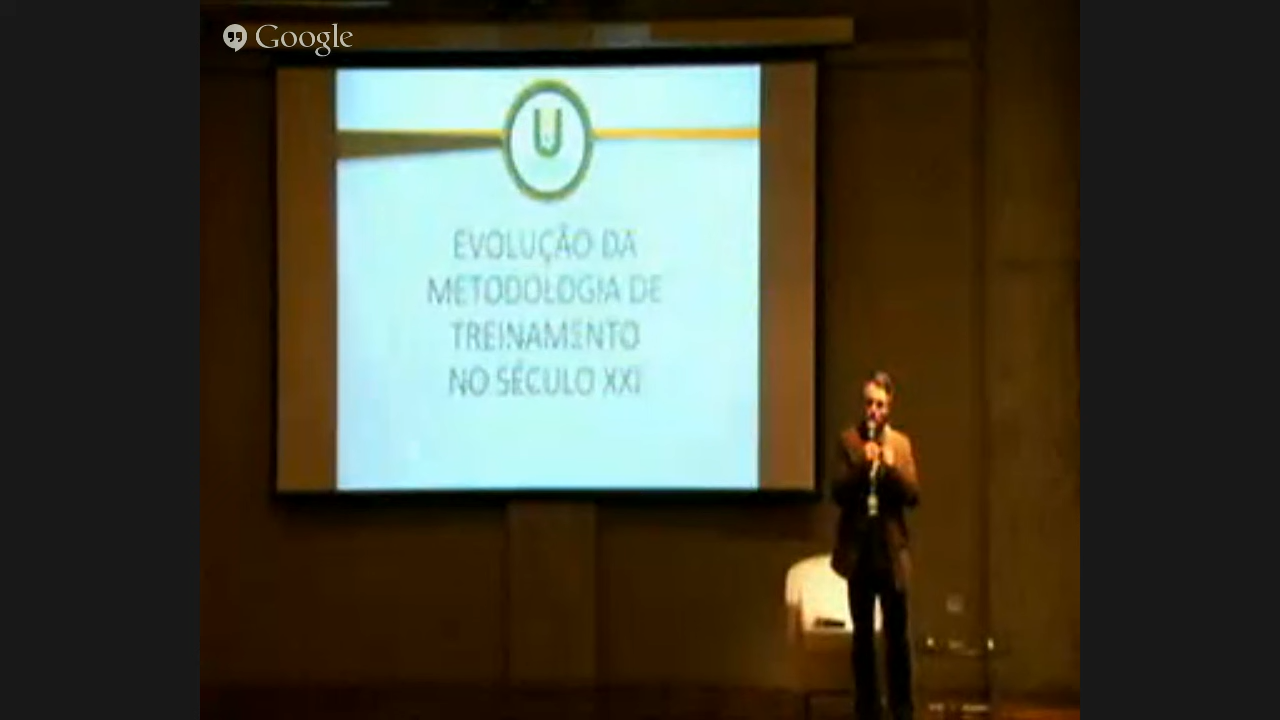 Google
U
EVOLUÇÃO DA
METODOLOGIA DE
TREINAMENTO
NO SÉCULO XXI